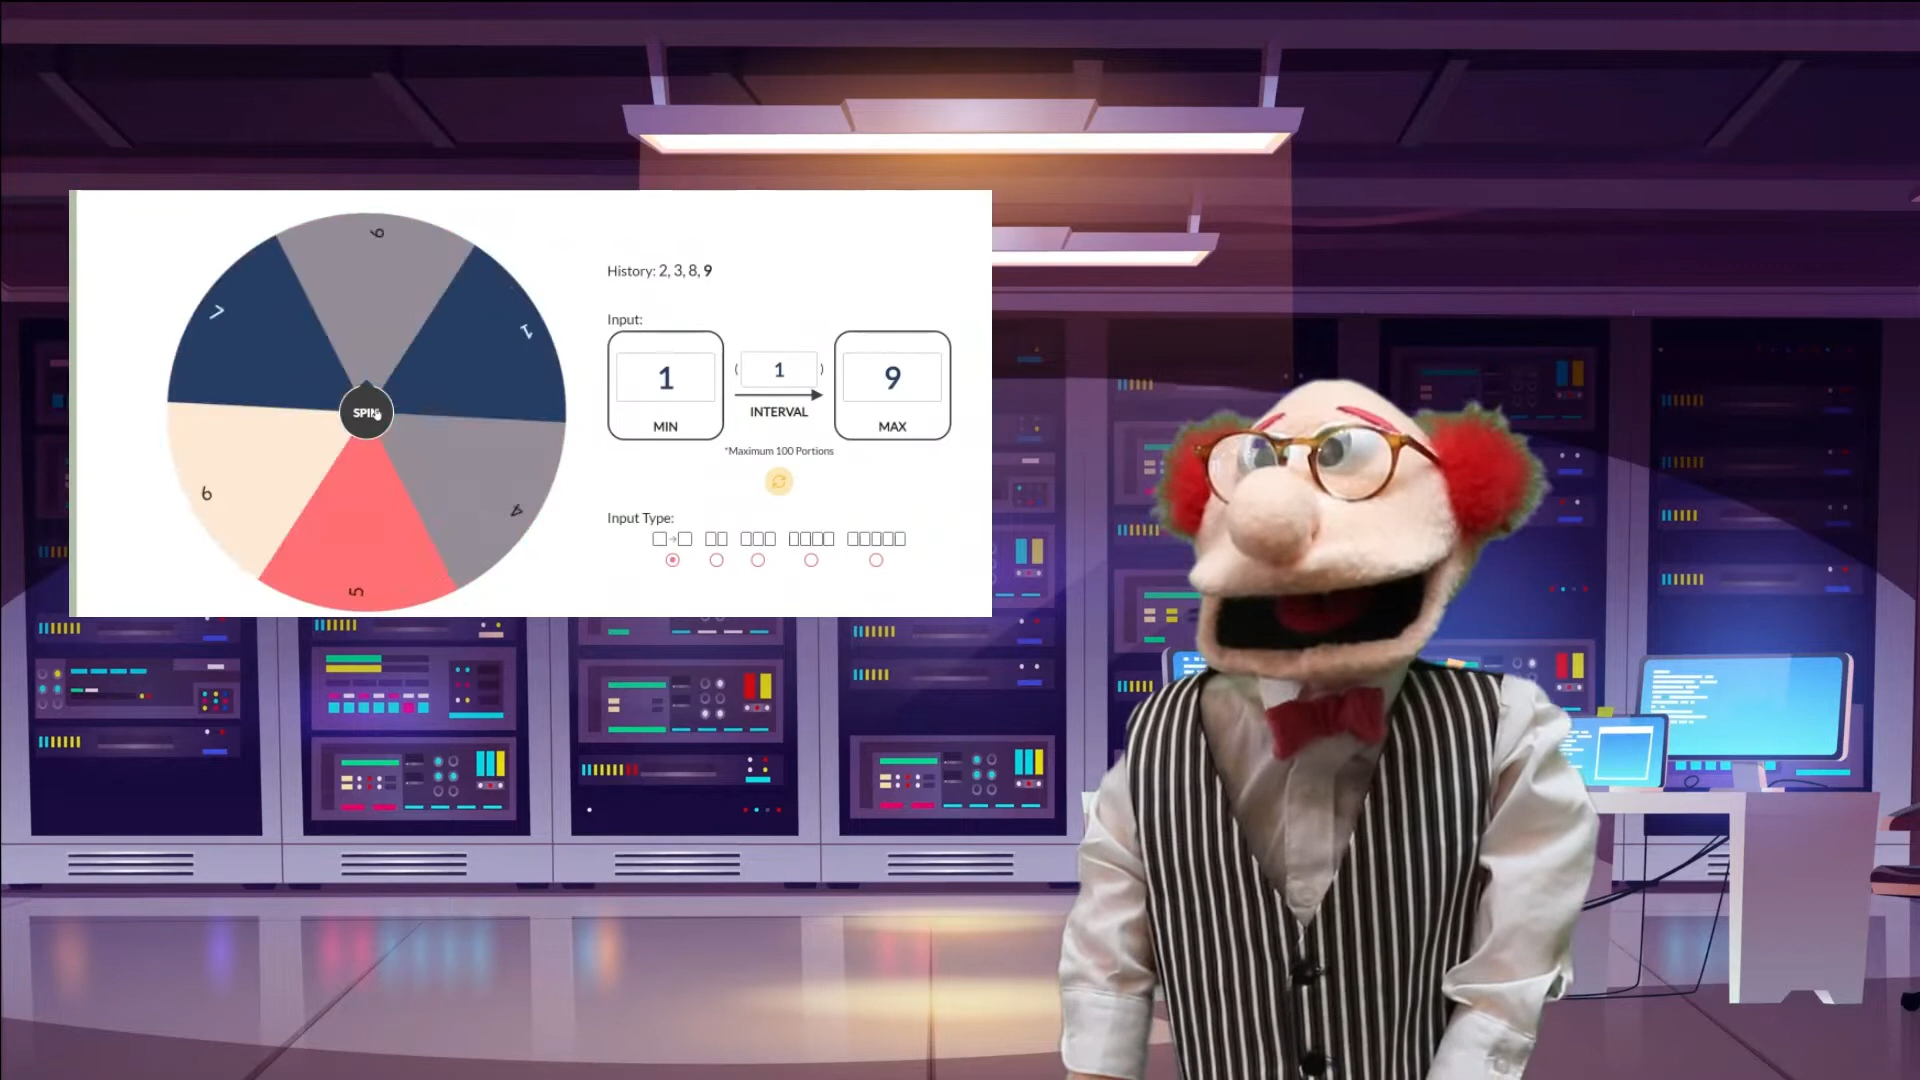 9
7
1
SPIN
6
4
5
History: 2, 3, 8, 9
Input:
1
( 1 )
9
MIN
INTERVAL
MAX
*Maximum 100 Portions
Input Type: